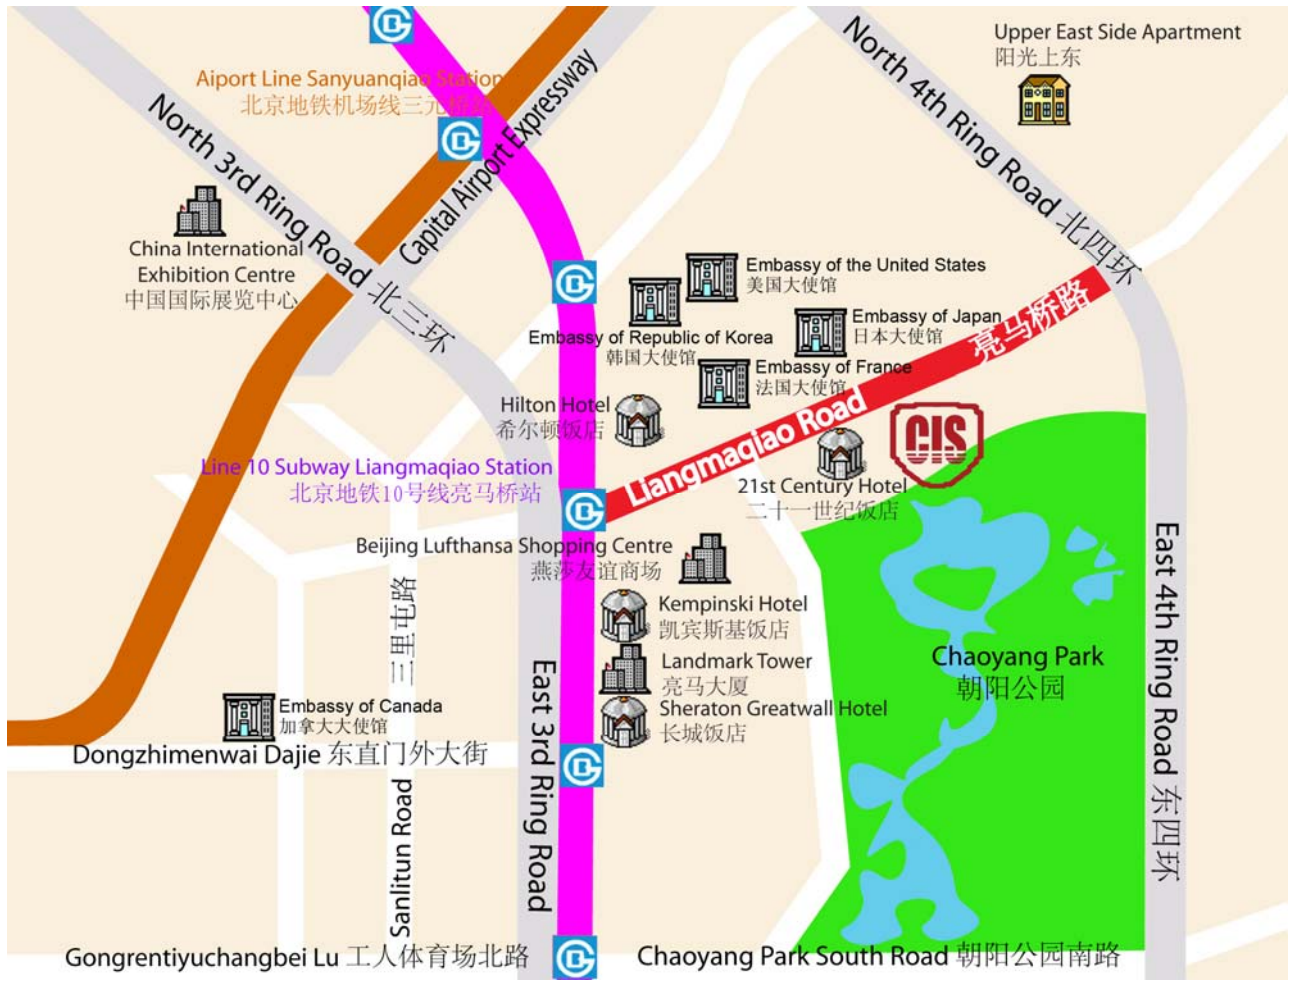 Upper East Side Apartment
阳光上东
North 4th Ring Road 北四环
Aiport Line Sanyuanqiao Station
北京地铁机场线三元桥站
Capital Airport Expressway
North 3rd Ring Road 北三环
China International
Exhibition Centre
中国国际展览中心
Embassy of the United States
美国大使馆
Embassy of Japan
日本大使馆
Embassy of Republic of Korea
韩国大使馆
Embassy of France
法国大使馆
Hilton Hotel
希尔顿饭店
Liangmaqiao Road 亮马桥路
CIS
Line 10 Subway Liangmaqiao Station
北京地铁10号线亮马桥站
21st Century Hotel
二十一世纪饭店
Beijing Lufthansa Shopping Centre
燕莎友谊商场
Kempinski Hotel
凯宾斯基饭店
Landmark Tower
亮马大厦
Sheraton Greatwall Hotel
长城饭店
Chaoyang Park
朝阳公园
East 4th Ring Road 东四环
三里屯路
Sanlitun Road
East 3rd Ring Road
Embassy of Canada
加拿大大使馆
Dongzhimenwai Dajie 东直门外大街
Gongrentiyuchangbei Lu 工人体育场北路
Chaoyang Park South Road 朝阳公园南路